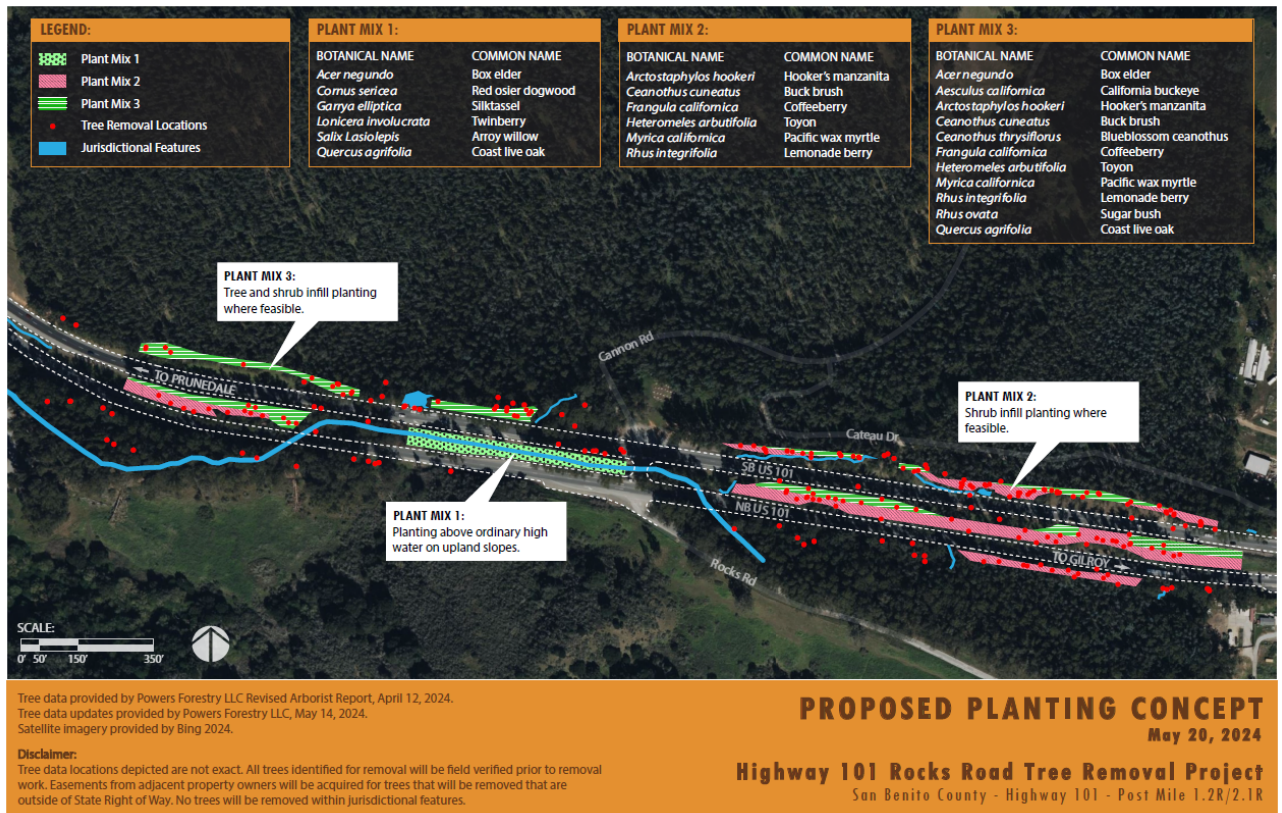 LEGEND:
Plant Mix 1
Plant Mix 2
Plant Mix 3
Tree Removal Locations
Jurisdictional Features
PLANT MIX 1:
BOTANICAL NAME COMMON NAME
Acer negundo Box elder
Cornus sericea Red osier dogwood
Garrya elliptica Silktassel
Lonicera involucrata Twinberry
Salix Lasiolepis Arroy willow
Quercus agrifolia Coast live oak
PLANT MIX 2:
BOTANICAL NAME COMMON NAME
Arctostaphylos hookeri Hooker's manzanita
Ceanothus cuneatus Buck brush
Frangula californica Coffeeberry
Heteromeles arbutifolia Toyon
Myrica californica Pacific wax myrtle
Rhus integrifolia Lemonade berry
PLANT MIX 3:
BOTANICAL NAME COMMON NAME
Acer negundo Box elder
Aesculus californica California buckeye
Arctostaphylos hookeri Hooker's manzanita
Ceanothus cuneatus Buck brush
Ceanothus thrysiflorus Blueblossom ceanothus
Frangula californica Coffeeberry
Heteromeles arbutifolia Toyon
Myrica californica Pacific wax myrtle
Rhus integrifolia Lemonade berry
Rhus ovata Sugar bush
Quercus agrifolia Coast live oak
PLANT MIX 3:
Tree and shrub infill planting
where feasible.
Cannon Rd
TO PRUNEDALE
PLANT MIX 2:
Shrub infill planting where
feasible.
Cateau Dr
SB US 101
NB US 101
PLANT MIX 1:
Planting above ordinary high
water on upland slopes.
TO GILROY
Rocks Rd
SCALE:
0' 50' 150' 350'
Tree data provided by Powers Forestry LLC Revised Arborist Report, April 12, 2024.
Tree data updates provided by Powers Forestry LLC, May 14, 2024.
Satellite imagery provided by Bing 2024.
Disclaimer:
Tree data locations depicted are not exact. All trees identified for removal will be field verified prior to removal
work. Easements from adjacent property owners will be acquired for trees that will be removed that are
outside of State Right of Way. No trees will be removed within jurisdictional features.
PROPOSED PLANTING CONCEPT
May 20, 2024
Highway 101 Rocks Road Tree Removal Project
San Benito County - Highway 101 - Post Mile 1.2R/2.1R